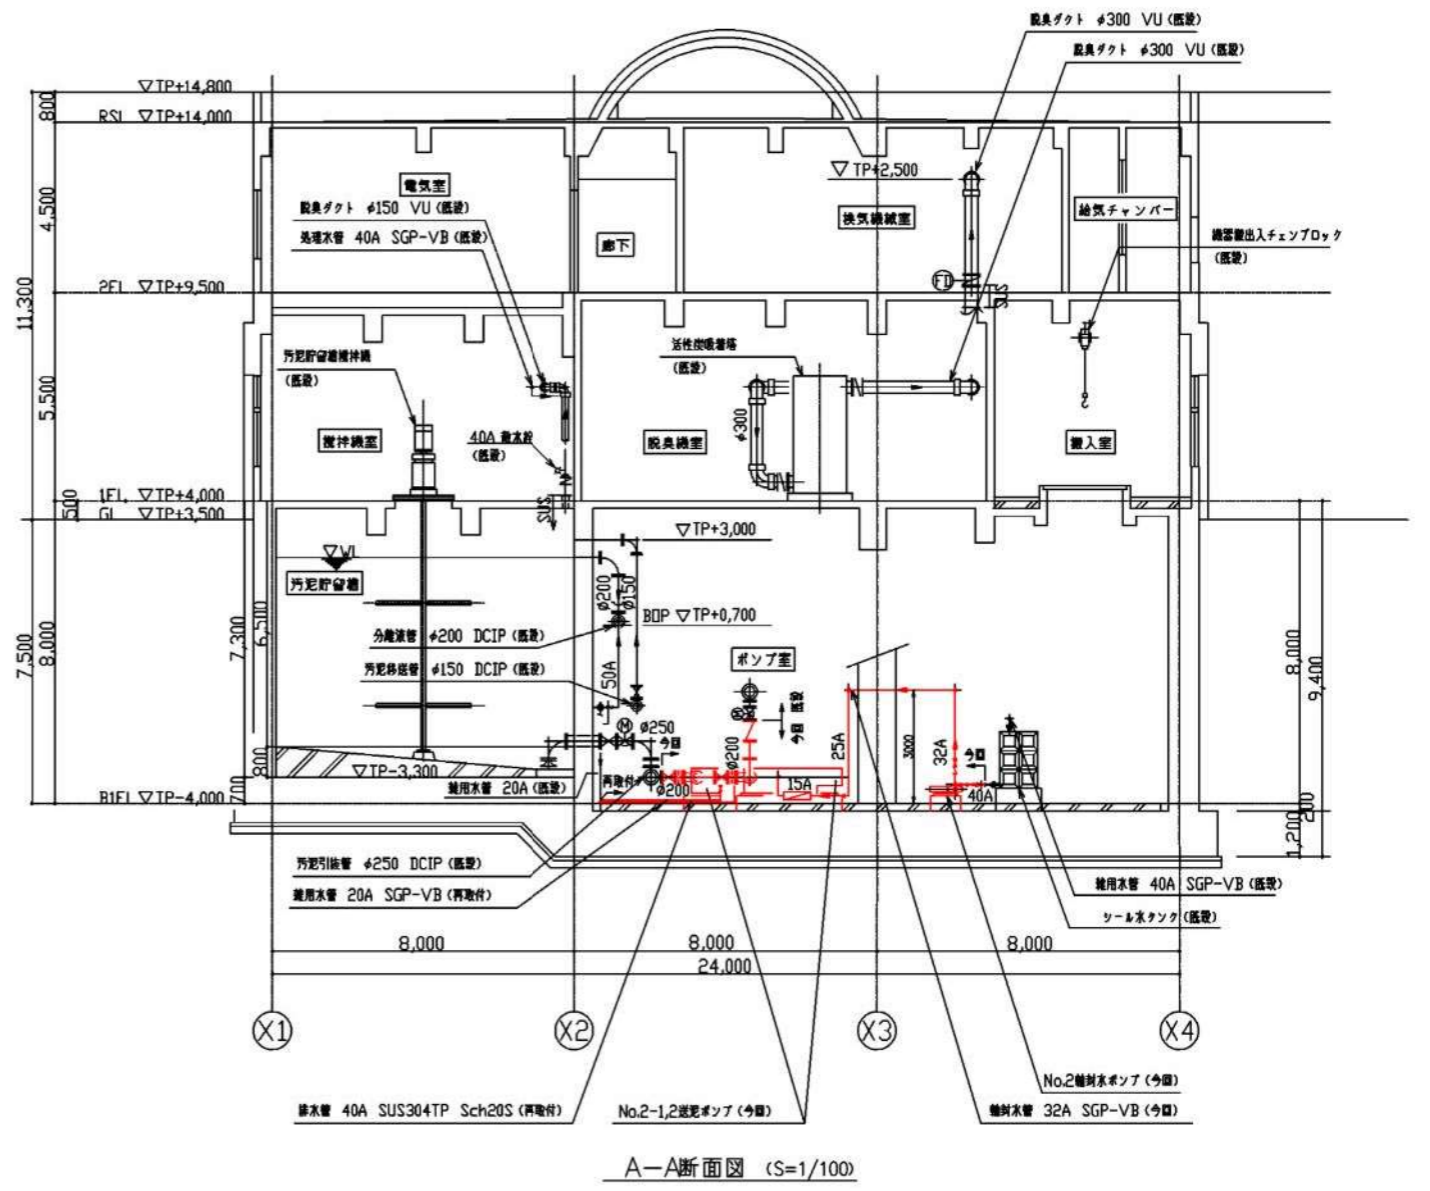 脱臭ダクト φ300 VU(既設)
脱臭ダクト φ300 VU(既設)
▽TP+14,800
800
RSL ▽TP+14,000
▽ TP+2,500
電気室
脱臭ダクト φ150 VU(既設)
処理水管 40A SGP-VB(既設)
廊下
換気機械室
給気チャンバー
機器搬出入チェンブロック
(既設)
4,500
FD
SUS
2FL ▽TP+9,500
11,300
汚泥貯留槽撹拌機
(既設)
活性炭吸着塔
(既設)
5,500
φ300
撹拌機室
40A 散水栓
(既設)
脱臭機室
搬入室
SUS
1FL ▽TP+4,000
500
GL ▽TP+3,500
▽TP+3,000
▽WL
汚泥貯留槽
φ200
φ150
BOP ▽TP+0,700
7,500
8,000
7,300
6,500
分離液管 φ200 DCIP(既設)
汚泥移送管 φ150 DCIP(既設)
50A
ポンプ室
8,000
9,400
M
φ250
M
今回 既設
今回
φ200
25A
3000
32A
今回
800
▽TP-3,300
700
雑用水管 20A(既設)
再取付
φ200
15A
40A
B1FL ▽TP-4,000
200
1,200
汚泥引抜管 φ250 DCIP(既設)
雑用水管 20A SGP-VB(再取付)
雑用水管 40A SGP-VB(既設)
シール水タンク(既設)
8,000
8,000
8,000
24,000
X1
X2
X3
X4
No.2軸封水ポンプ(今回)
排水管 40A SUS304TP Sch20S(再取付)
No.2-1,2送泥ポンプ(今回)
軸封水管 32A SGP-VB(今回)
A-A断面図 (S=1/100)